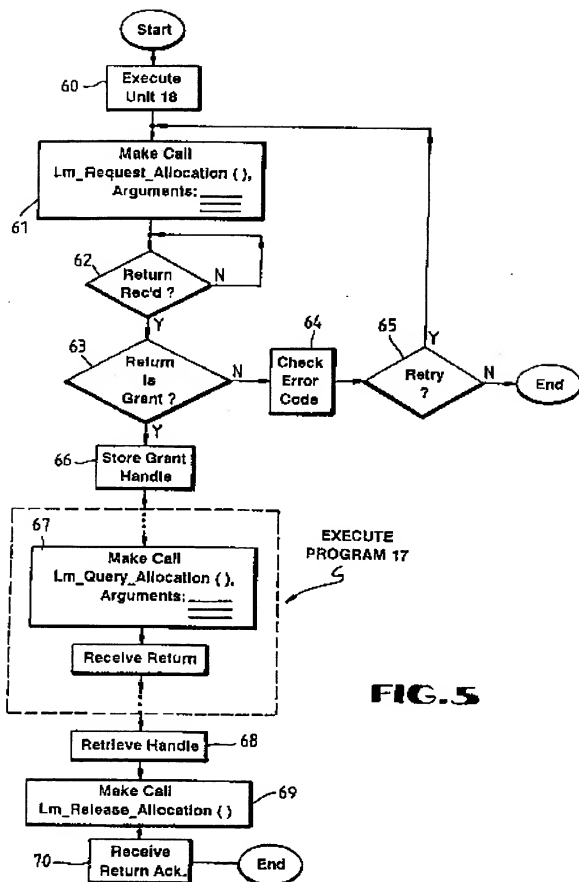 Start
60
Execute
Unit 18
Make Call
Lm_Request_Allocation ( ),
Arguments:
61
62
Return
Rec'd ?
N
Y
63
Return
Is
Grant ?
N
Y
64
Check
Error
Code
65
Retry
?
Y
N
End
66
Store Grant
Handle
67
Make Call
Lm_Query_Allocation ( ),
Arguments:
Receive Return
EXECUTE
PROGRAM 17
FIG.5
Retrieve Handle
68
Make Call
Lm_Release_Allocation ( )
69
70
Receive
Return Ack.
End